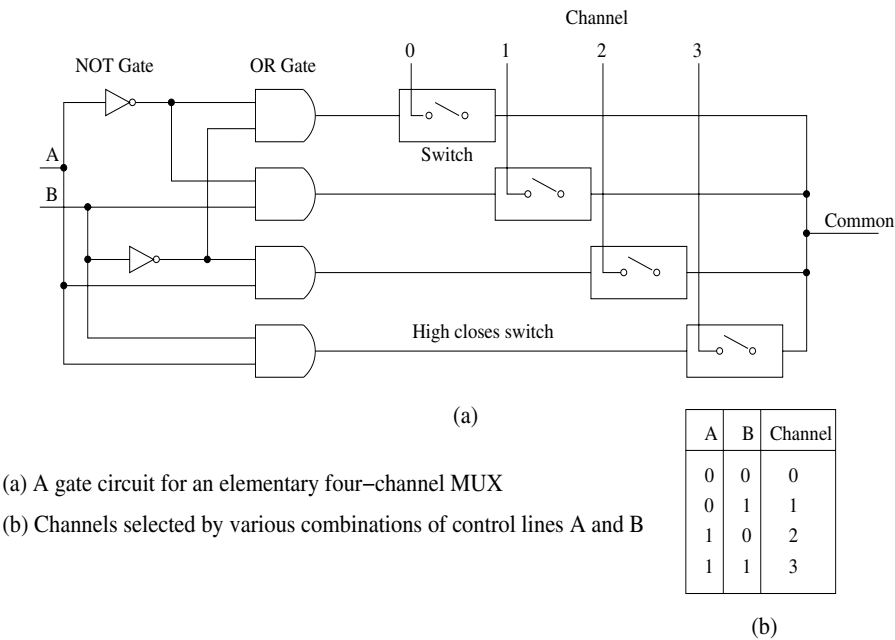 Channel
0 1 2 3
NOT Gate OR Gate
A
Switch
B
Common
High closes switch
(a)
A B Channel
0 0 0
0 1 1
1 0 2
1 1 3
(a) A gate circuit for an elementary four−channel MUX
(b) Channels selected by various combinations of control lines A and B
(b)